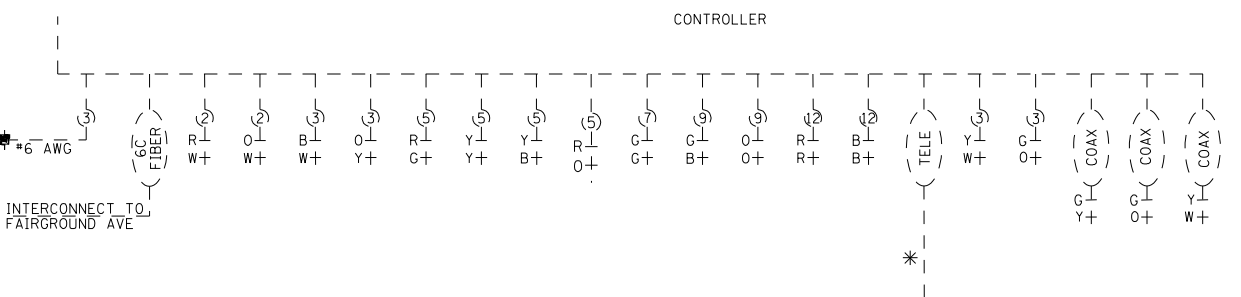 CONTROLLER
(3) 6C FIBER (2) (2) (3) (3) (5) (5) (5) (5) (7) (9) (9) (12) (12) TELE (3) (3) COAX COAX COAX
#6 AWG
R O B O R Y Y R G G O R B Y G
W W W Y G Y B O G B O R B W O
G G Y
Y O W
INTERCONNECT TO
FAIRGROUND AVE
*